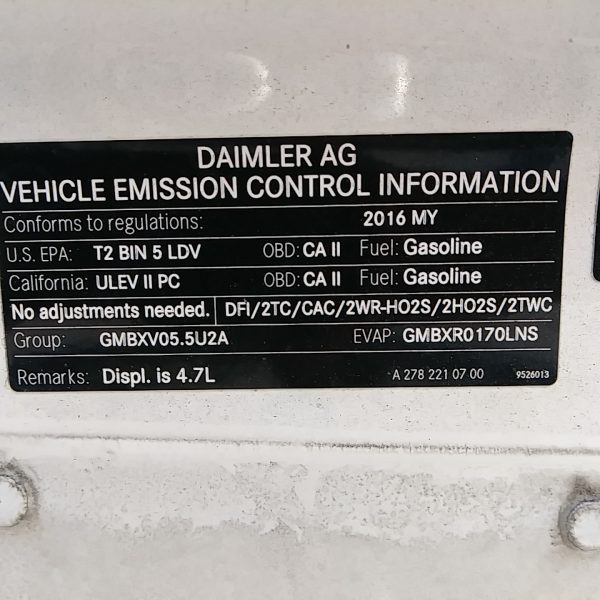 DAIMLER AG
VEHICLE EMISSION CONTROL INFORMATION
Conforms to regulations: 2016 MY
U.S. EPA: T2 BIN 5 LDV OBD: CA II Fuel: Gasoline
California: ULEV II PC OBD: CA II Fuel: Gasoline
No adjustments needed. DFI/2TC/CAC/2WR-HO2S/2HO2S/2TWC
Group: GMBXV05.5U2A EVAP: GMBXR0170LNS
Remarks: Displ. is 4.7L A 278 221 07 00 9526013